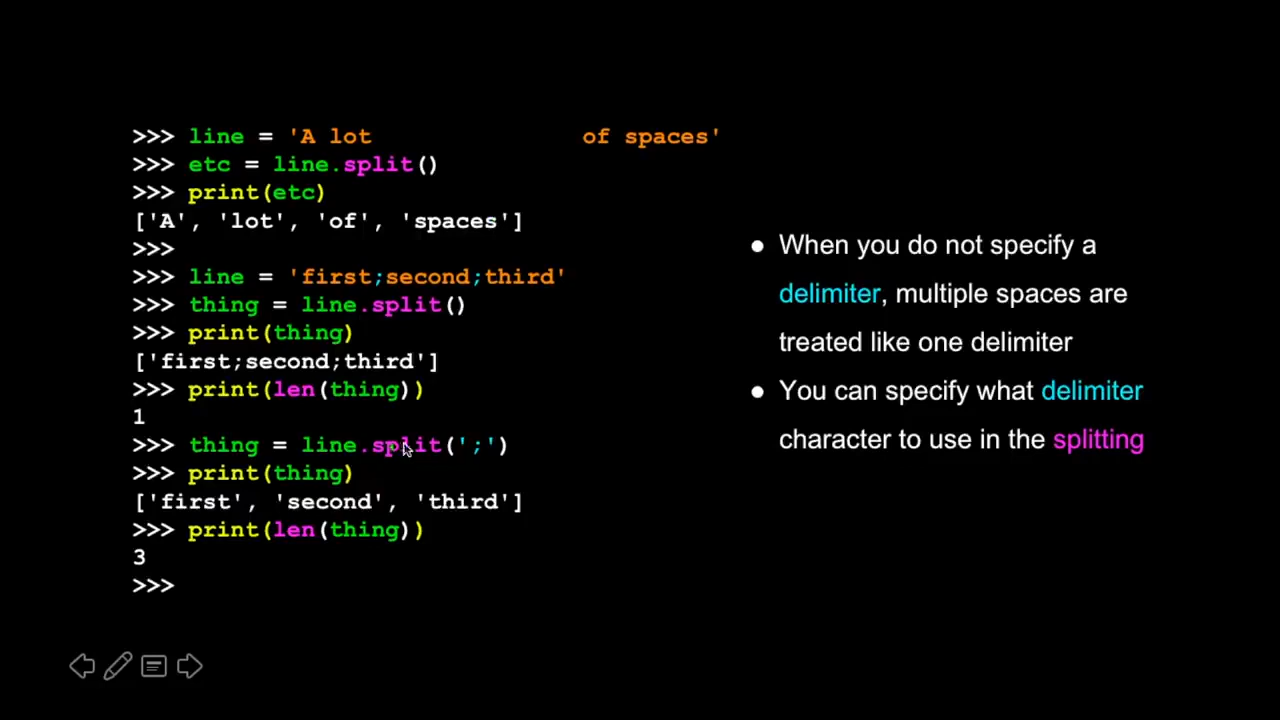 >>> line = 'A lot               of spaces'
>>> etc = line.split()
>>> print(etc)
['A', 'lot', 'of', 'spaces']
>>>
>>> line = 'first;second;third'
>>> thing = line.split()
>>> print(thing)
['first;second;third']
>>> print(len(thing))
1
>>> thing = line.split(';')
>>> print(thing)
['first', 'second', 'third']
>>> print(len(thing))
3
>>>
● When you do not specify a
delimiter, multiple spaces are
treated like one delimiter
● You can specify what delimiter
character to use in the splitting